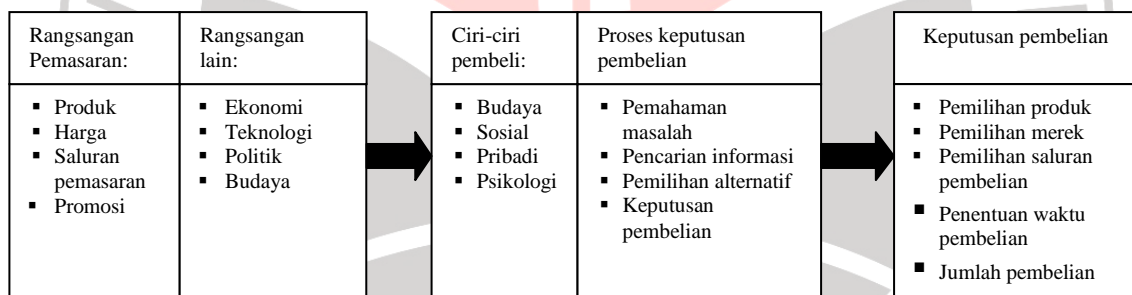 Rangsangan
Pemasaran:
▪ Produk
▪ Harga
▪ Saluran
pemasaran
▪ Promosi
Rangsangan
lain:
▪ Ekonomi
▪ Teknologi
▪ Politik
▪ Budaya
Ciri-ciri
pembeli:
▪ Budaya
▪ Sosial
▪ Pribadi
▪ Psikologi
Proses keputusan
pembelian
▪ Pemahaman
masalah
▪ Pencarian informasi
▪ Pemilihan alternatif
▪ Keputusan
pembelian
Keputusan pembelian
▪ Pemilihan produk
▪ Pemilihan merek
▪ Pemilihan saluran
pembelian
▪ Penentuan waktu
pembelian
▪ Jumlah pembelian